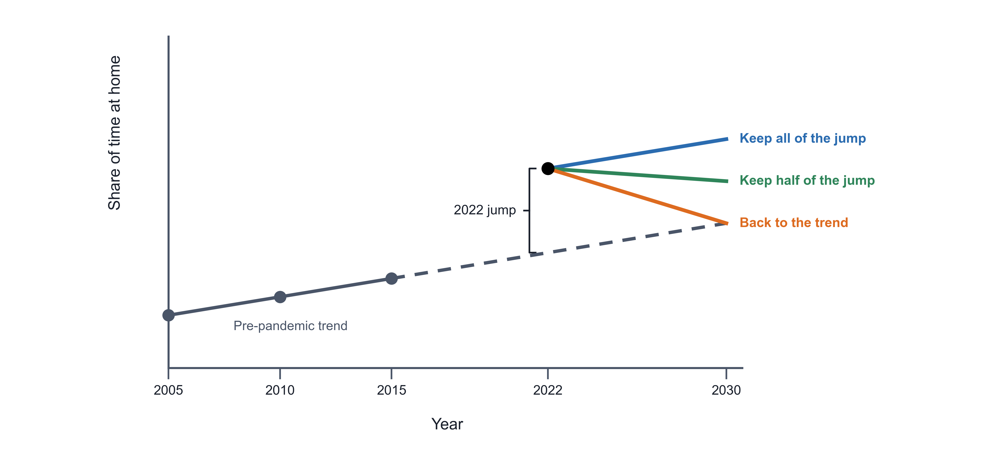 Share of time at home
Keep all of the jump
Keep half of the jump
2022 jump
Back to the trend
Pre-pandemic trend
2005
2010
2015
2022
2030
Year